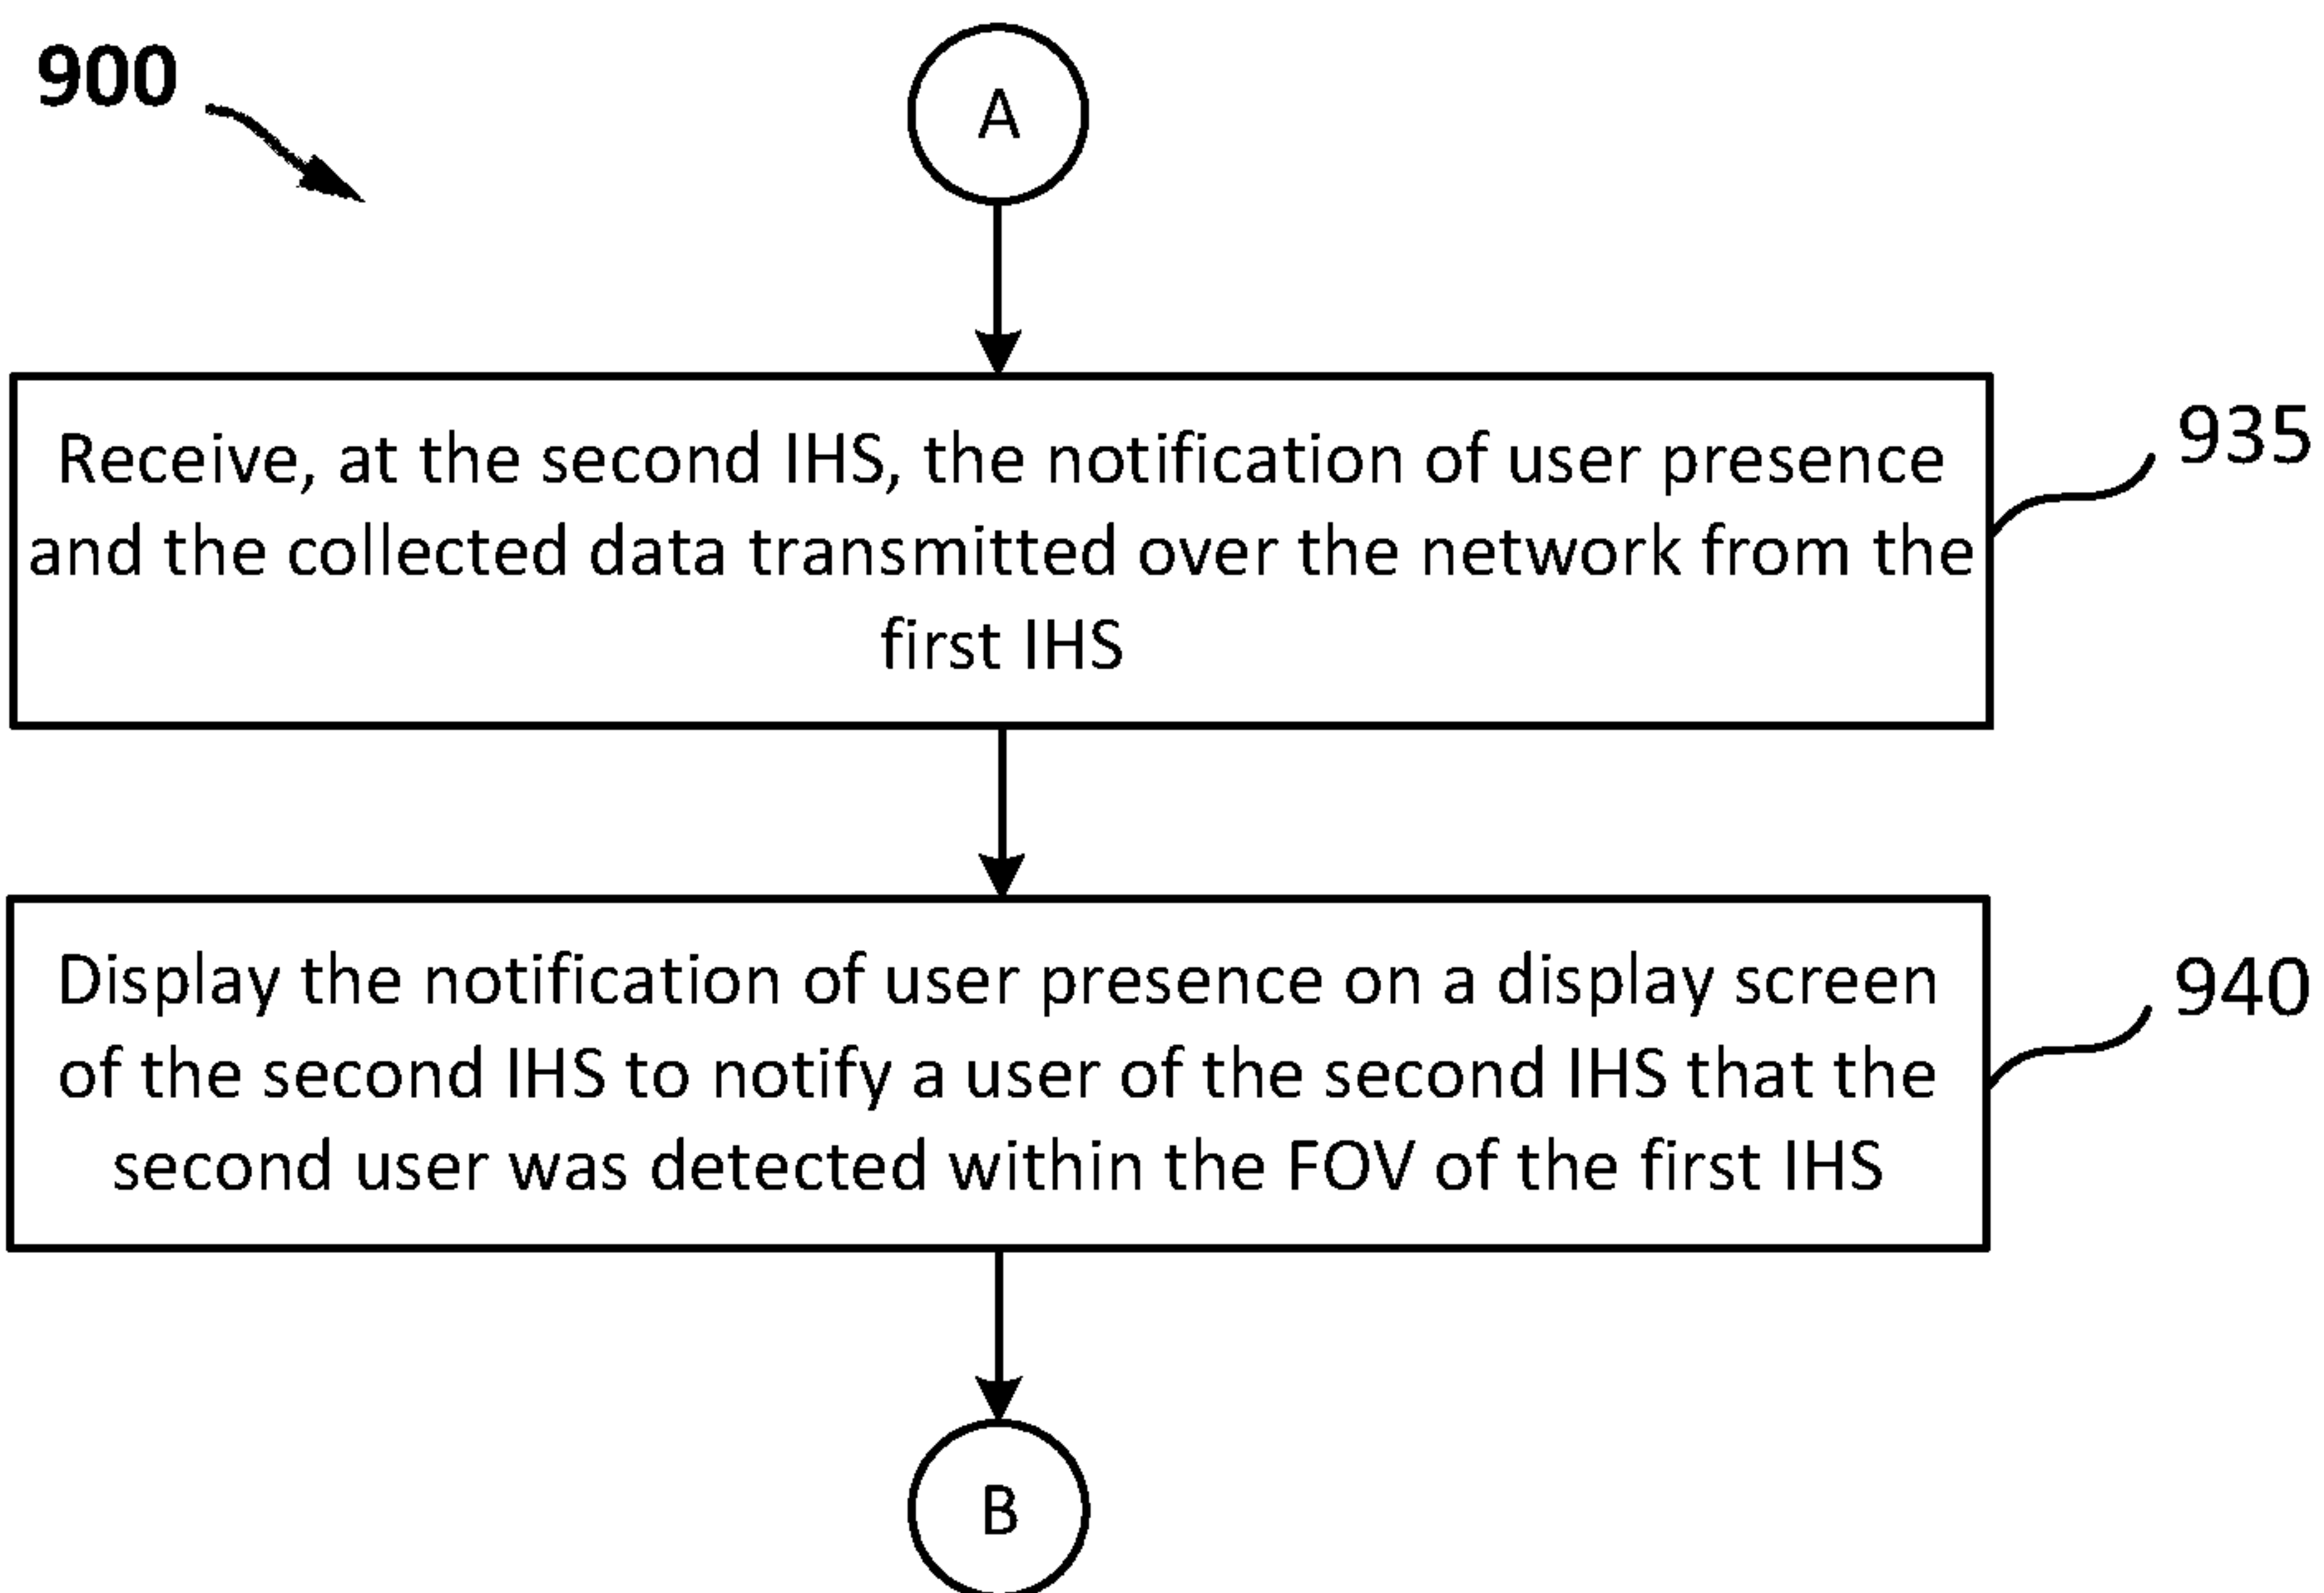 900
A
Receive, at the second IHS, the notification of user presence
and the collected data transmitted over the network from the
first IHS
935
Display the notification of user presence on a display screen
of the second IHS to notify a user of the second IHS that the
second user was detected within the FOV of the first IHS
940
B